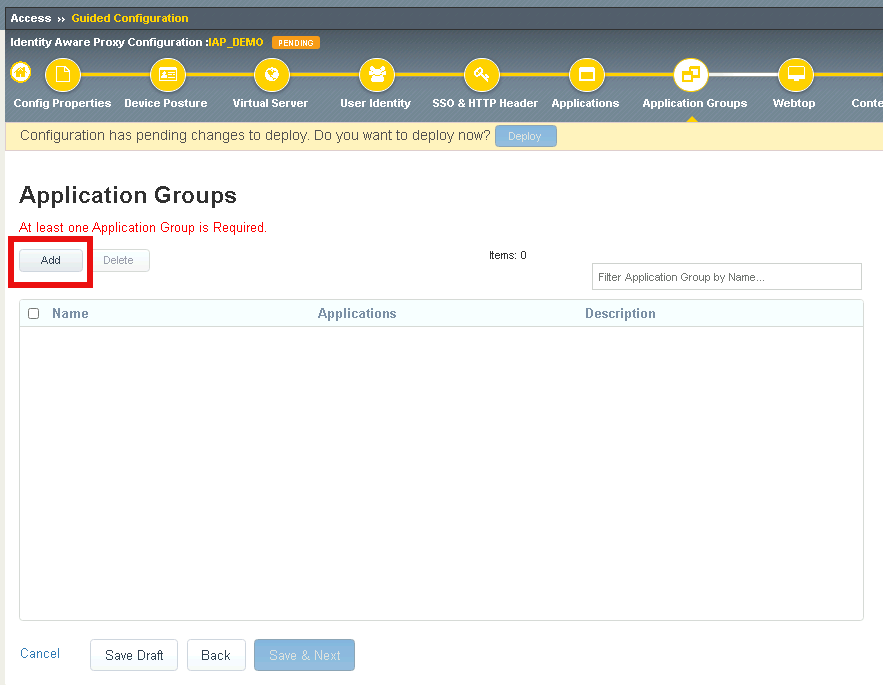 Access ›› Guided Configuration
Identity Aware Proxy Configuration :IAP_DEMO PENDING
Config Properties Device Posture Virtual Server User Identity SSO & HTTP Header Applications Application Groups Webtop Conte
Configuration has pending changes to deploy. Do you want to deploy now? Deploy
Application Groups
At least one Application Group is Required.
Add Delete Items: 0
Filter Application Group by Name...
Name Applications Description
Cancel Save Draft Back Save & Next